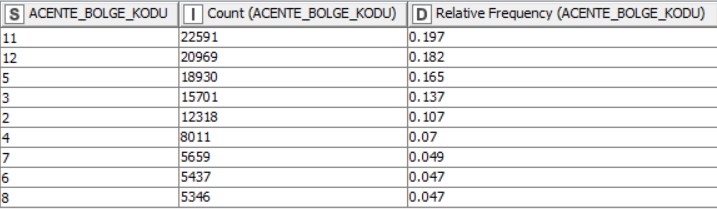 S ACENTE_BOLGE_KODU I Count (ACENTE_BOLGE_KODU) D Relative Frequency (ACENTE_BOLGE_KODU)
11 22591 0.197
12 20969 0.182
5 18930 0.165
3 15701 0.137
2 12318 0.107
4 8011 0.07
7 5659 0.049
6 5437 0.047
8 5346 0.047